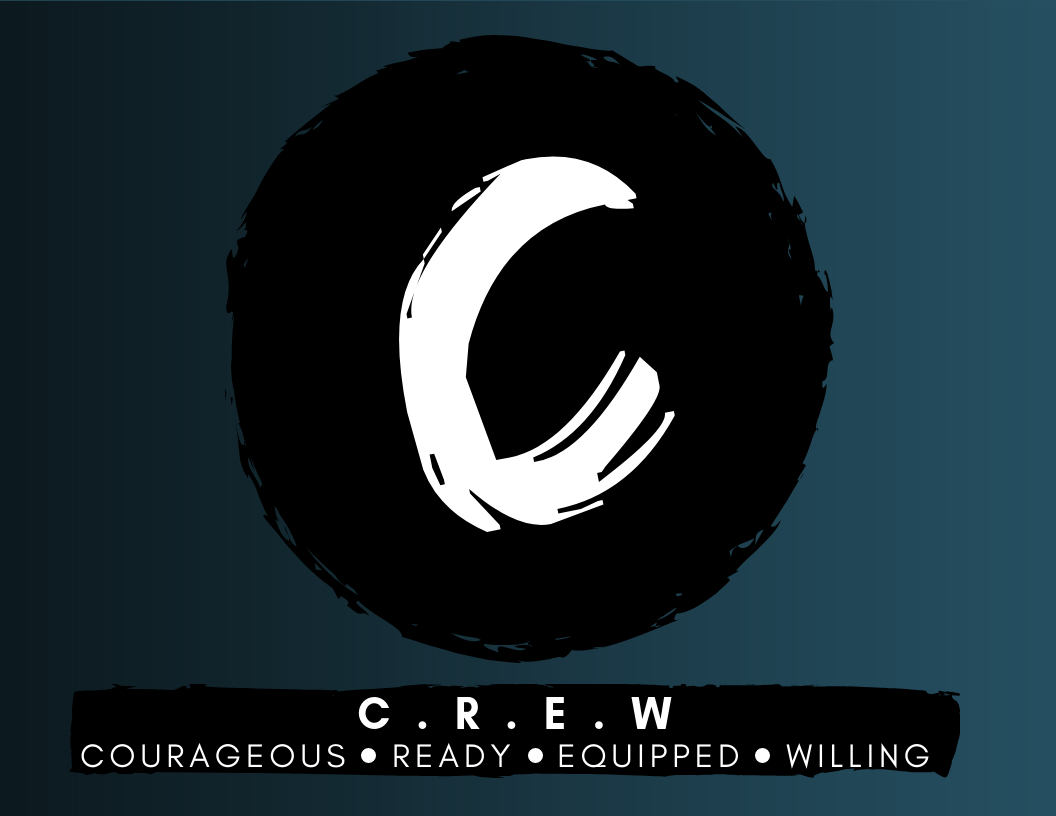 C
C . R . E . W
COURAGEOUS ● READY ● EQUIPPED ● WILLING